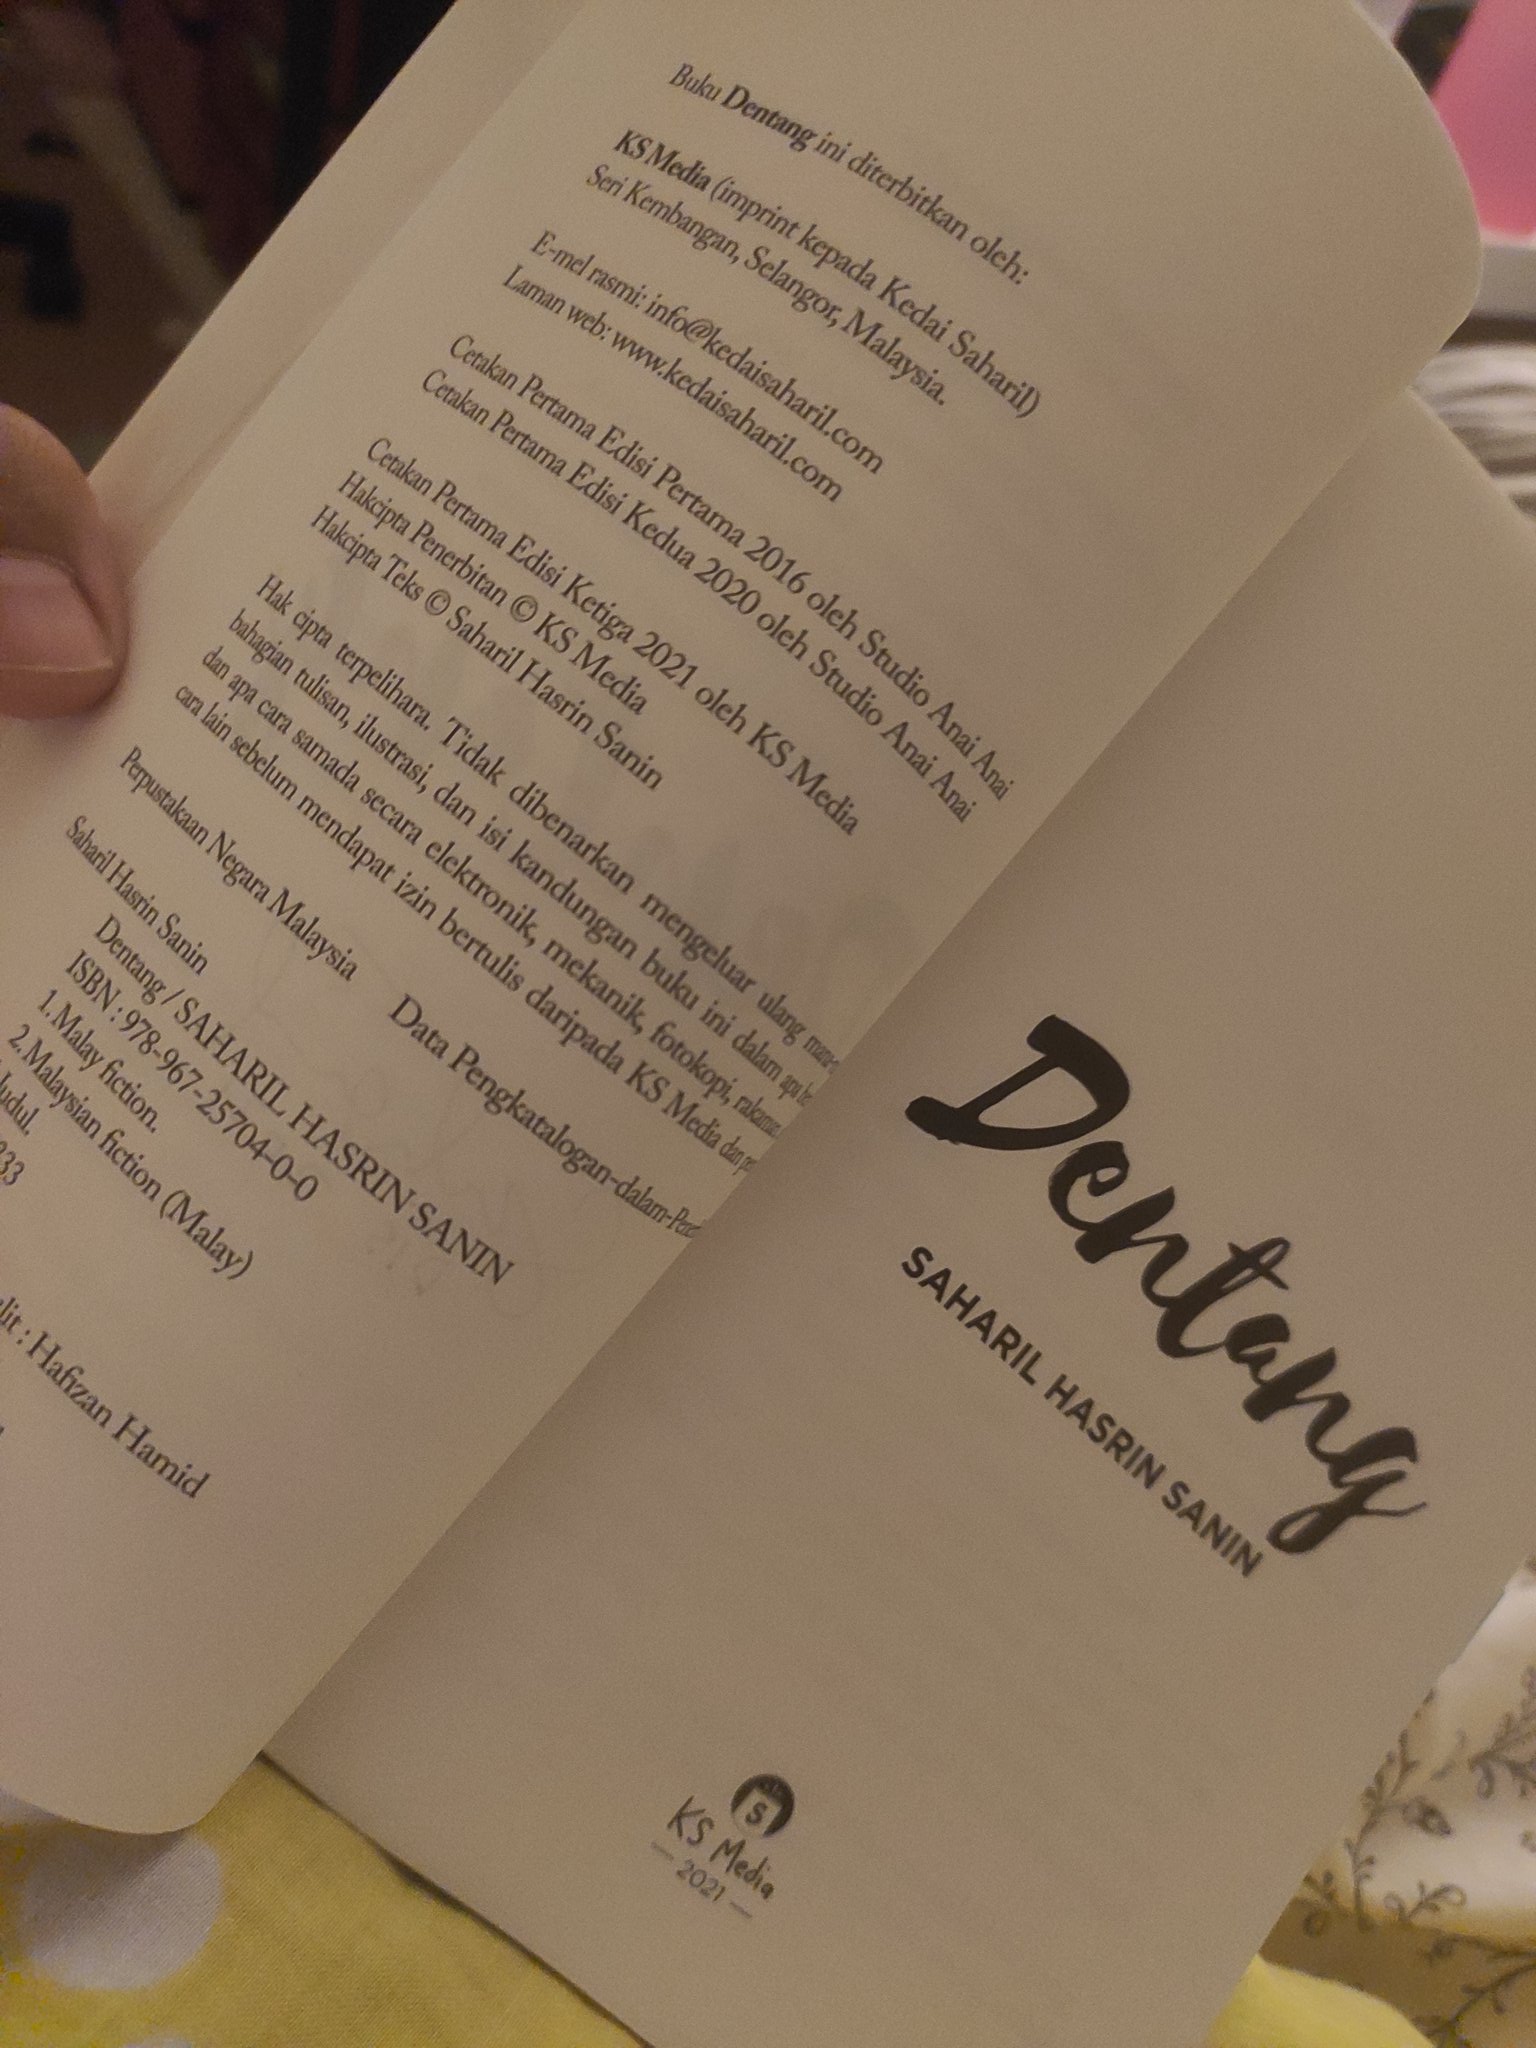 Buku Dentang ini diterbitkan oleh:
KS Media (imprint kepada Kedai Saharil)
Seri Kembangan, Selangor, Malaysia.
E-mel rasmi: info@kedaisaharil.com
Laman web: www.kedaisaharil.com
Cetakan Pertama Edisi Pertama 2016 oleh Studio Anai Anai
Cetakan Pertama Edisi Kedua 2020 oleh Studio Anai Anai
Cetakan Pertama Edisi Ketiga 2021 oleh KS Media
Hakcipta Penerbitan © KS Media
Hakcipta Teks © Saharil Hasrin Sanin
Hak cipta terpelihara. Tidak dibenarkan mengeluar ulang
bahagian tulisan, ilustrasi, dan isi kandungan buku ini dalam apa
dan apa cara samada secara elektronik, mekanik, fotokopi, rakaman
cara lain sebelum mendapat izin bertulis daripada KS Media dan
Perpustakaan Negara Malaysia Data Pengkatalogan-dalam-
Saharil Hasrin Sanin
Dentang / SAHARIL HASRIN SANIN
ISBN : 978-967-25704-0-0
1. Malay fiction.
2. Malaysian fiction (Malay)
: Hafizan Hamid
Dentang
SAHARIL HASRIN SANIN
S
KS Media
— 2021 —